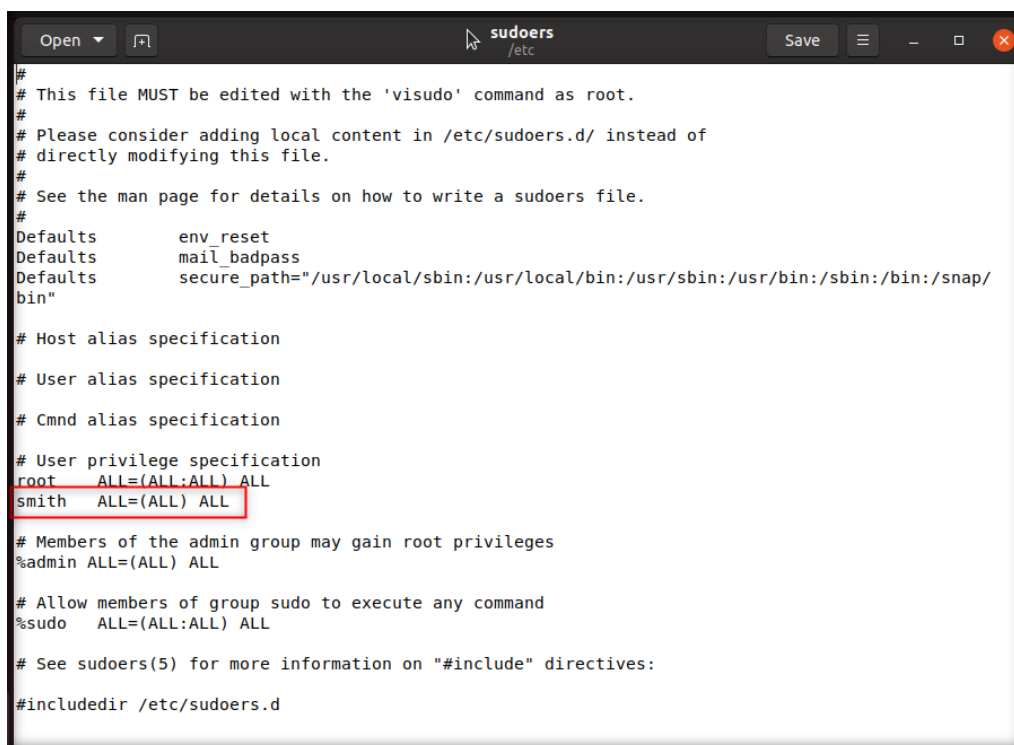 Open
sudoers
/etc
Save
#
# This file MUST be edited with the 'visudo' command as root.
#
# Please consider adding local content in /etc/sudoers.d/ instead of
# directly modifying this file.
#
# See the man page for details on how to write a sudoers file.
#
Defaults        env_reset
Defaults        mail_badpass
Defaults        secure_path="/usr/local/sbin:/usr/local/bin:/usr/sbin:/usr/bin:/sbin:/bin:/snap/
bin"
# Host alias specification
# User alias specification
# Cmnd alias specification
# User privilege specification
root    ALL=(ALL:ALL) ALL
smith   ALL=(ALL) ALL
# Members of the admin group may gain root privileges
%admin ALL=(ALL) ALL
# Allow members of group sudo to execute any command
%sudo   ALL=(ALL:ALL) ALL
# See sudoers(5) for more information on "#include" directives:
#includedir /etc/sudoers.d